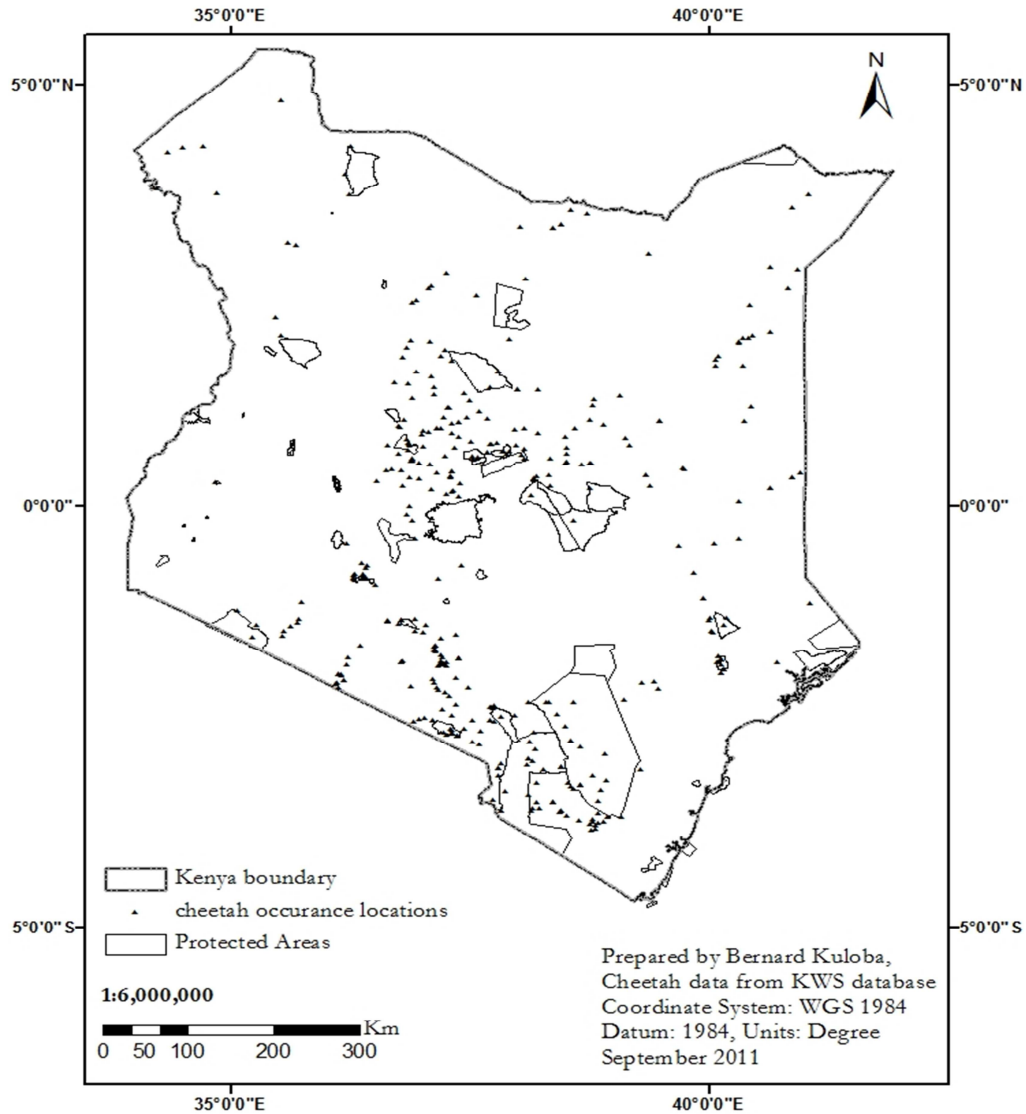 35°0'0"E 40°0'0"E
5°0'0"N 5°0'0"N
N
0°0'0" 0°0'0"
Kenya boundary
cheetah occurance locations
Protected Areas
5°0'0"S 5°0'0"S
1:6,000,000
Km
0 50 100 200 300
Prepared by Bernard Kuloba,
Cheetah data from KWS database
Coordinate System: WGS 1984
Datum: 1984, Units: Degree
September 2011
35°0'0"E 40°0'0"E